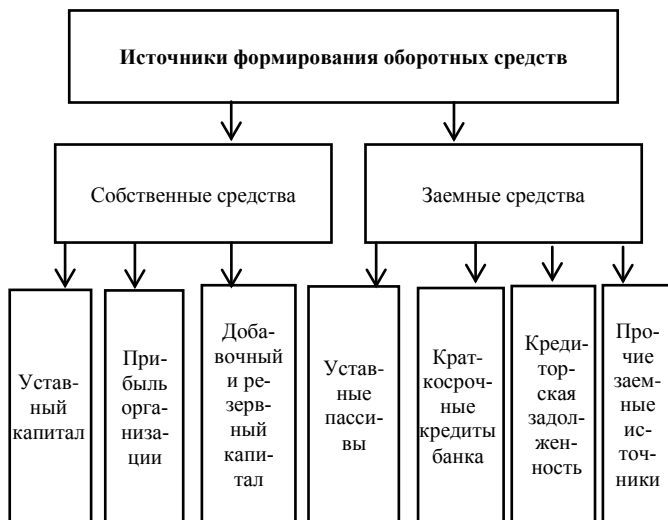 Источники формирования оборотных средств
Собственные средства
Заемные средства
Устав-
ный
капитал
При-
быль
орга-
низа-
ции
Доба-
вочный
и ре-
зерв-
ный
капи-
тал
Устав-
ные
пасси-
вы
Крат-
косроч-
ные
кредиты
банка
Креди-
тор-
ская
задол-
жен-
ность
Про-
чие
заем-
ные
ис-
точ-
ники